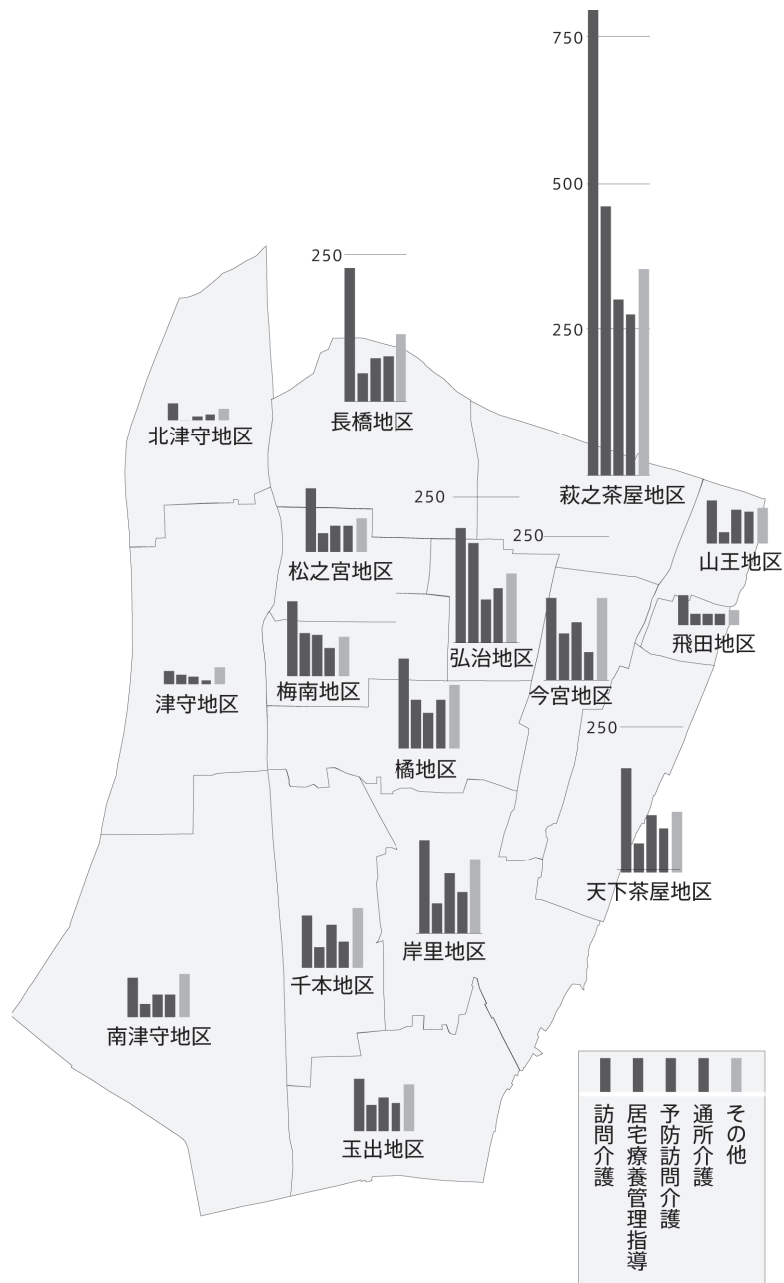 750
500
250
250
長橋地区
北津守地区
萩之茶屋地区
250
250
山王地区
松之宮地区
飛田地区
弘治地区
梅南地区
今宮地区
津守地区
250
橘地区
天下茶屋地区
岸里地区
千本地区
南津守地区
玉出地区
訪問介護
居宅療養管理指導
予防訪問介護
通所介護
その他